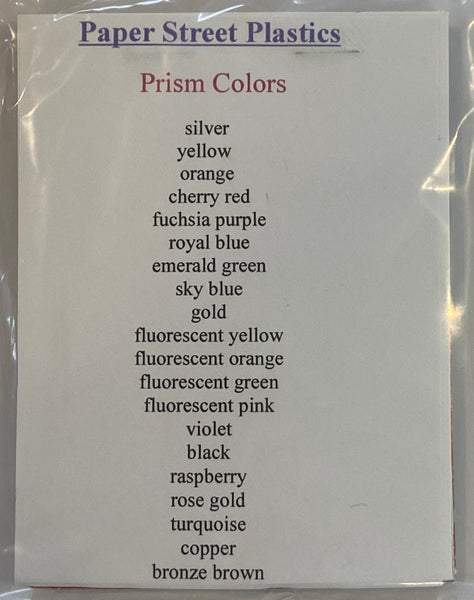 Paper Street Plastics
Prism Colors
silver
yellow
orange
cherry red
fuchsia purple
royal blue
emerald green
sky blue
gold
fluorescent yellow
fluorescent orange
fluorescent green
fluorescent pink
violet
black
raspberry
rose gold
turquoise
copper
bronze brown